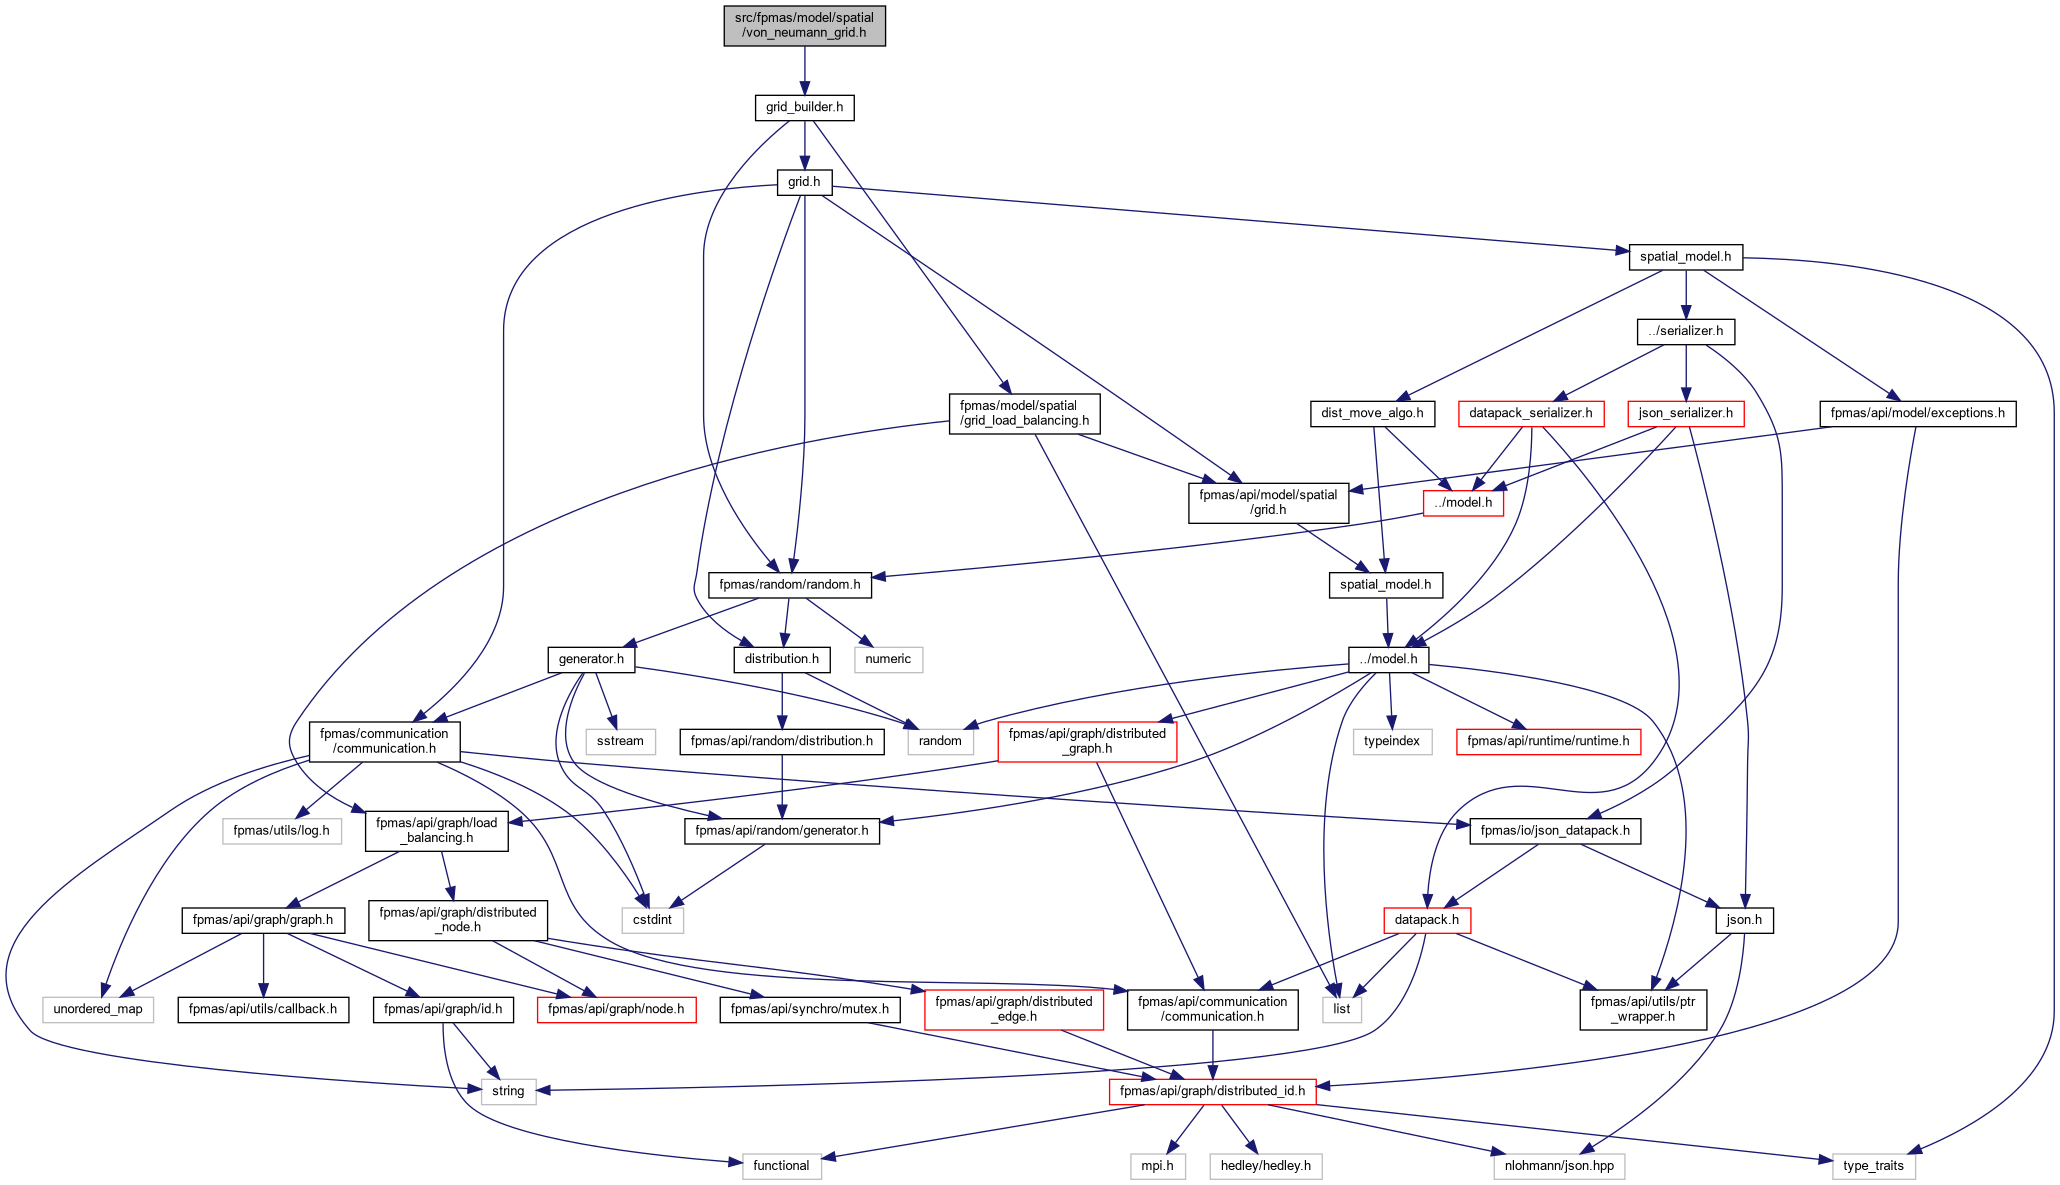 src/fpmas/model/spatial
/von_neumann_grid.h
grid_builder.h
grid.h
spatial_model.h
../serializer.h
fpmas/model/spatial
/grid_load_balancing.h
dist_move_algo.h
datapack_serializer.h
json_serializer.h
fpmas/api/model/exceptions.h
fpmas/api/model/spatial
/grid.h
../model.h
fpmas/random/random.h
spatial_model.h
generator.h
distribution.h
numeric
../model.h
fpmas/communication
/communication.h
sstream
fpmas/api/random/distribution.h
random
fpmas/api/graph/distributed
_graph.h
typeindex
fpmas/api/runtime/runtime.h
fpmas/utils/log.h
fpmas/api/graph/load
_balancing.h
fpmas/api/random/generator.h
fpmas/io/json_datapack.h
fpmas/api/graph/graph.h
fpmas/api/graph/distributed
_node.h
cstdint
datapack.h
json.h
unordered_map
fpmas/api/utils/callback.h
fpmas/api/graph/id.h
fpmas/api/graph/node.h
fpmas/api/synchro/mutex.h
fpmas/api/graph/distributed
_edge.h
fpmas/api/communication
/communication.h
list
fpmas/api/utils/ptr
_wrapper.h
string
fpmas/api/graph/distributed_id.h
functional
mpi.h
hedley/hedley.h
nlohmann/json.hpp
type_traits